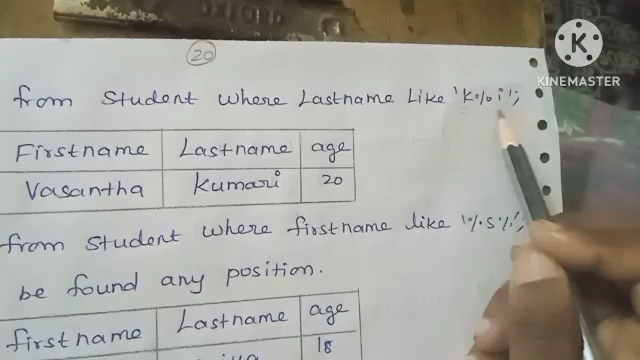 OXFORD
20
K
KINEMASTER
from Student where Lastname Like 'K%i';
Firstname Lastname age
Vasantha Kumari 20
from Student where firstname like '%s%';
be found any position.
firstname Lastname age
18